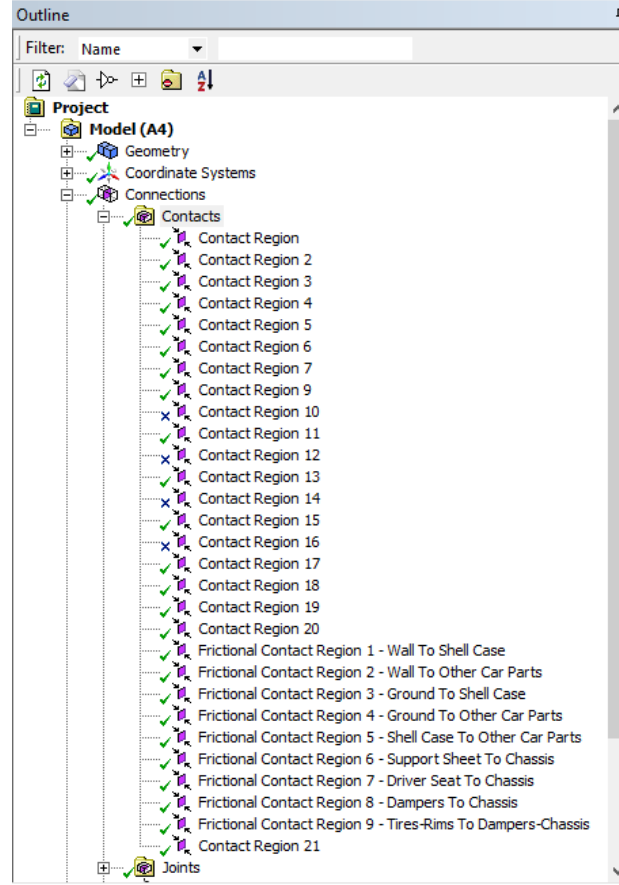 Outline
Filter: Name
Project
Model (A4)
Geometry
Coordinate Systems
Connections
Contacts
Contact Region
Contact Region 2
Contact Region 3
Contact Region 4
Contact Region 5
Contact Region 6
Contact Region 7
Contact Region 9
Contact Region 10
Contact Region 11
Contact Region 12
Contact Region 13
Contact Region 14
Contact Region 15
Contact Region 16
Contact Region 17
Contact Region 18
Contact Region 19
Contact Region 20
Frictional Contact Region 1 - Wall To Shell Case
Frictional Contact Region 2 - Wall To Other Car Parts
Frictional Contact Region 3 - Ground To Shell Case
Frictional Contact Region 4 - Ground To Other Car Parts
Frictional Contact Region 5 - Shell Case To Other Car Parts
Frictional Contact Region 6 - Support Sheet To Chassis
Frictional Contact Region 7 - Driver Seat To Chassis
Frictional Contact Region 8 - Dampers To Chassis
Frictional Contact Region 9 - Tires-Rims To Dampers-Chassis
Contact Region 21
Joints